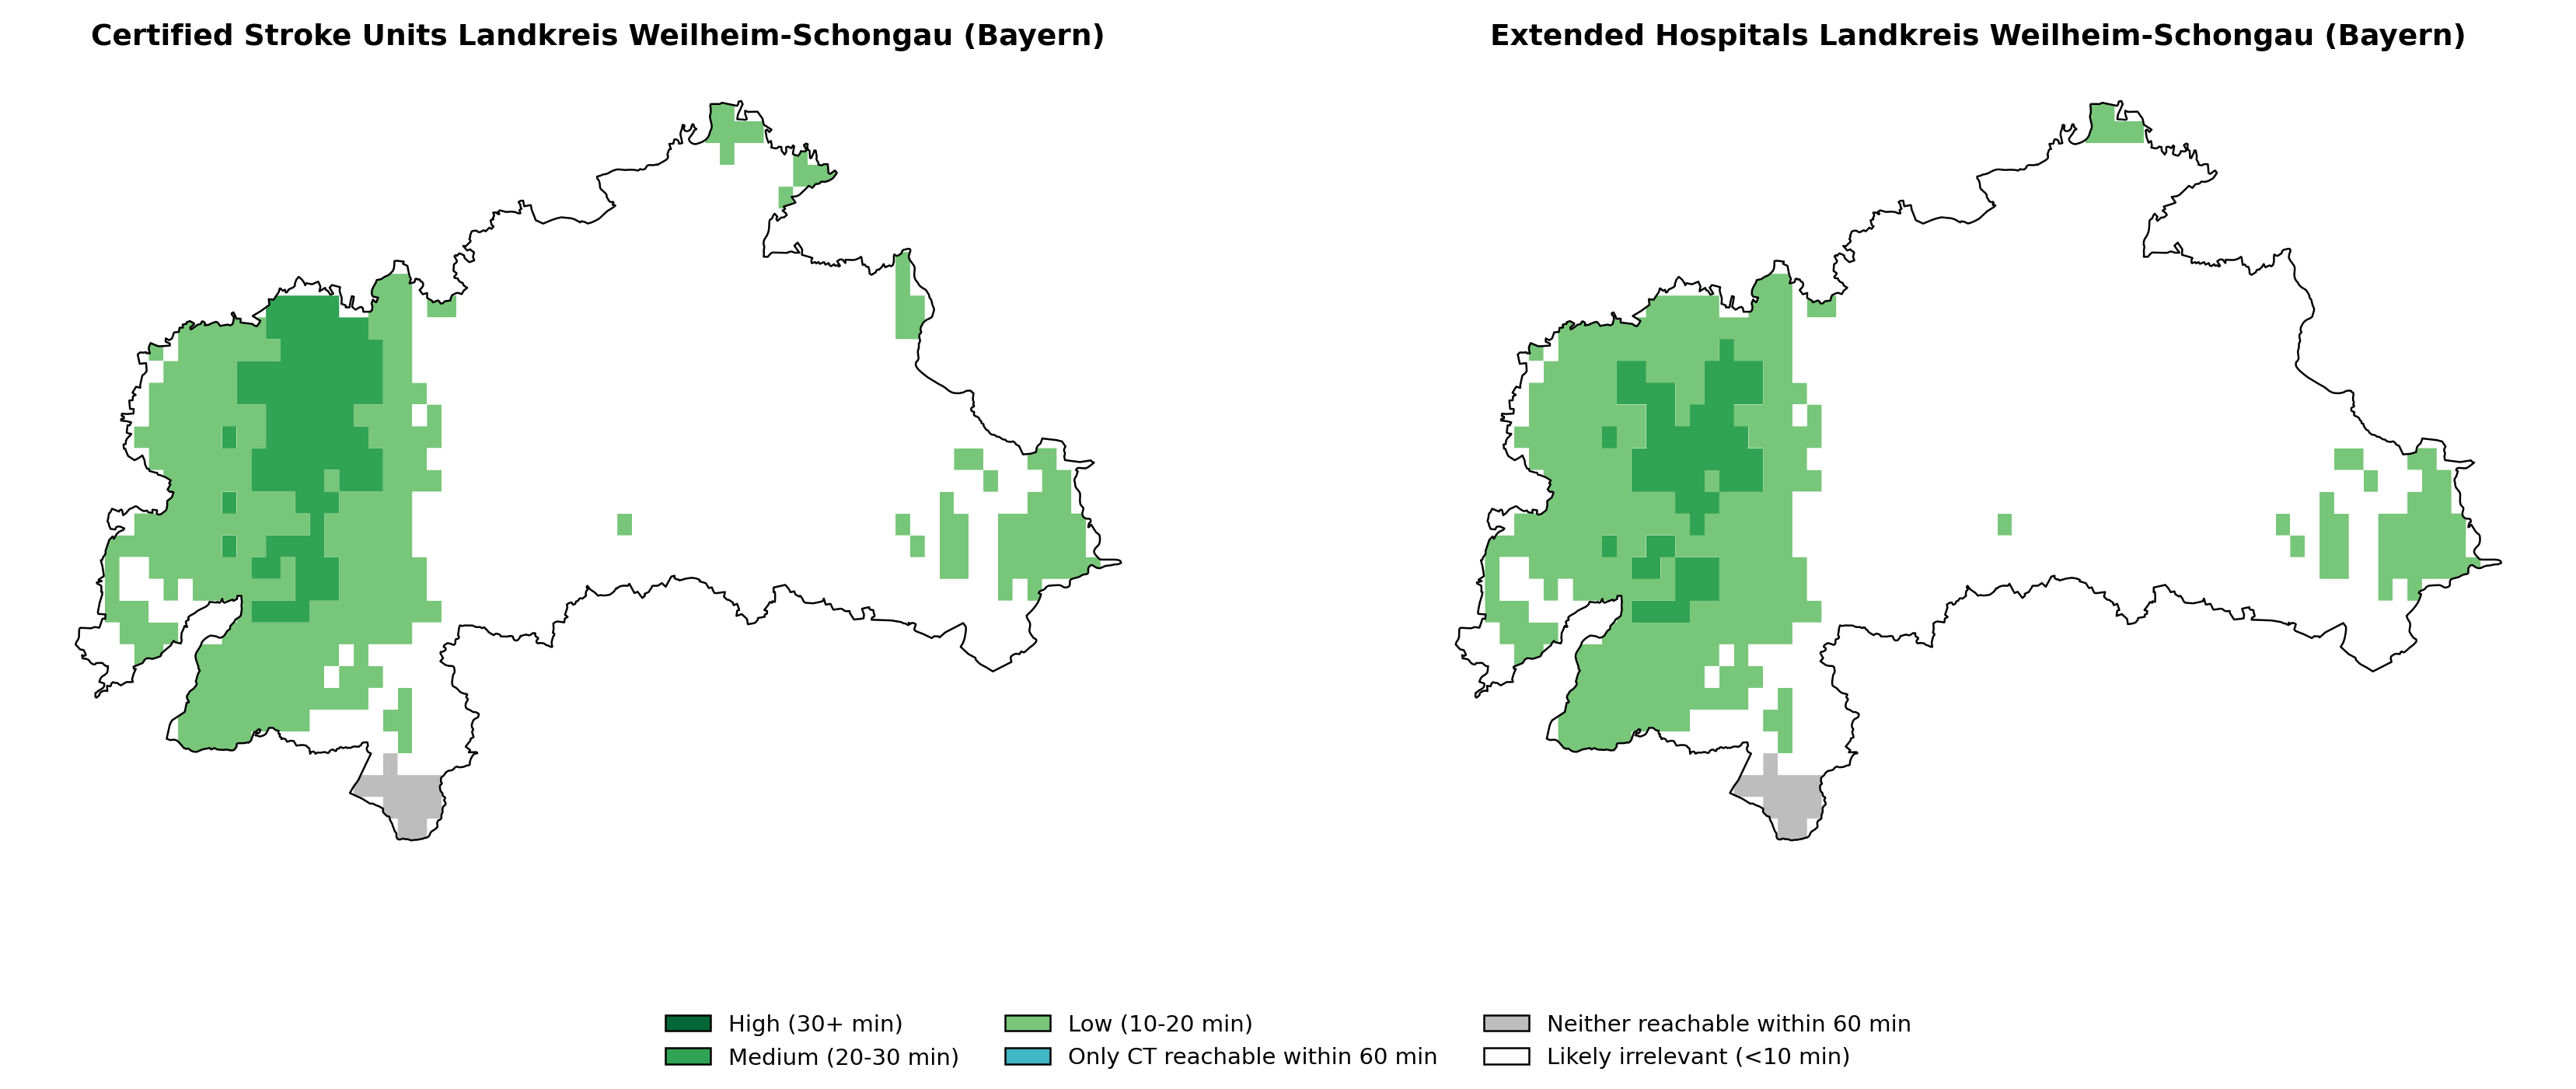 Certified Stroke Units Landkreis Weilheim-Schongau (Bayern)
Extended Hospitals Landkreis Weilheim-Schongau (Bayern)
High (30+ min)
Medium (20-30 min)
Low (10-20 min)
Only CT reachable within 60 min
Neither reachable within 60 min
Likely irrelevant (<10 min)